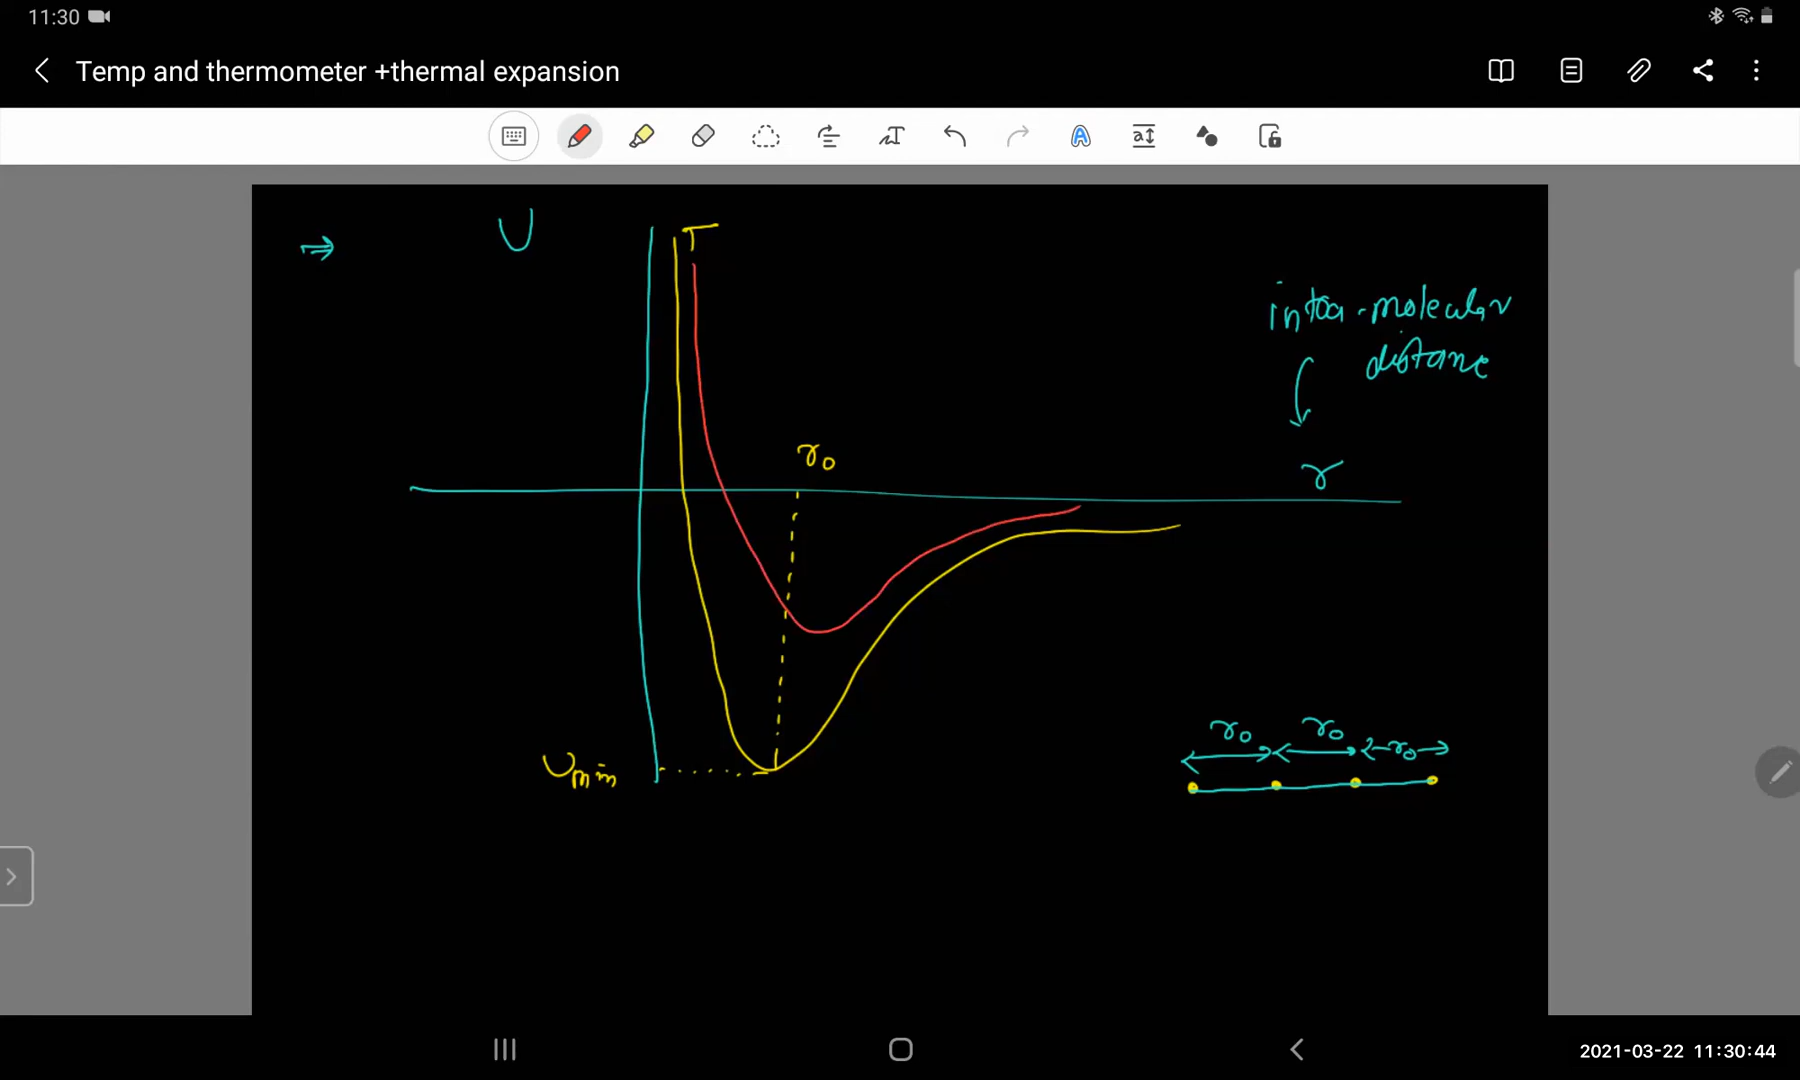 11:30
Temp and thermometer +thermal expansion
U
T
intra-molecular
distance
r₀
r
r₀ r₀ r₀
Umin
2021-03-22 11:30:44